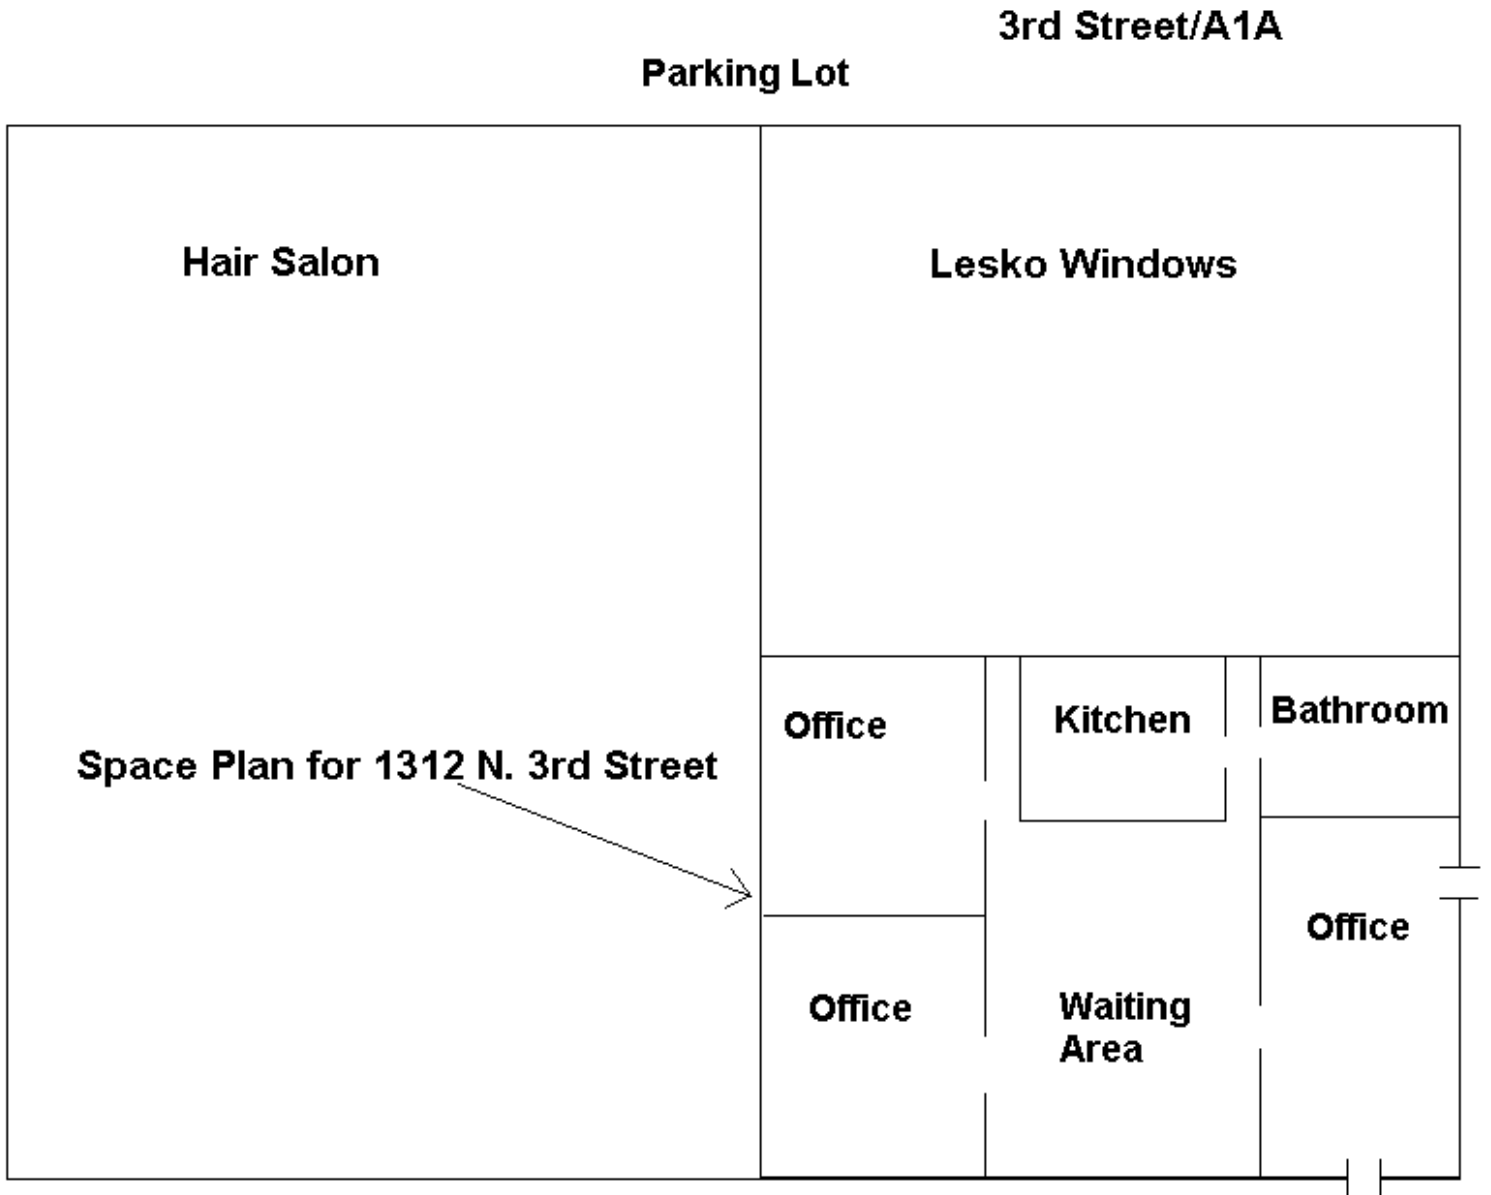 3rd Street/A1A
Parking Lot
Hair Salon
Lesko Windows
Office
Kitchen
Bathroom
Space Plan for 1312 N. 3rd Street
Office
Office
Waiting
Area